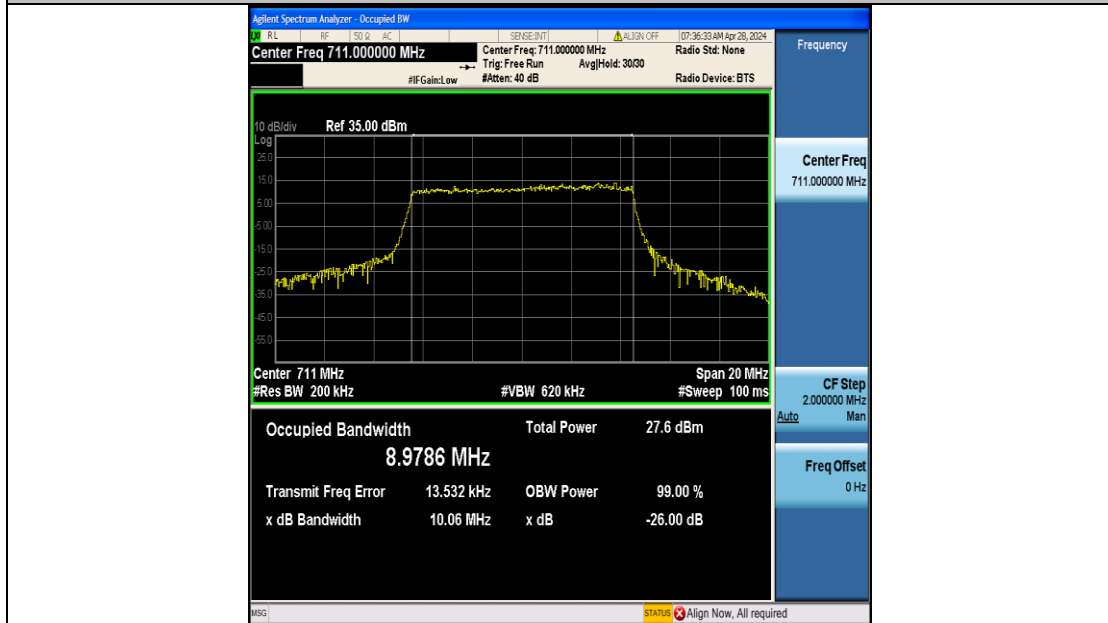 Agilent Spectrum Analyzer - Occupied BW
RL RF 50 Ω AC SENSE:INT ALIGN OFF 07:36:33 AM Apr 28, 2024
Center Freq 711.000000 MHz
Center Freq: 711.000000 MHz Radio Std: None
Trig: Free Run Avg|Hold: 30/30
#IFGain:Low #Atten: 40 dB Radio Device: BTS
Frequency
10 dB/div Ref 35.00 dBm
Log
25.0
15.0
5.00
-5.00
-15.0
-25.0
-35.0
-45.0
-55.0
Center 711 MHz Span 20 MHz
#Res BW 200 kHz #VBW 620 kHz #Sweep 100 ms
Occupied Bandwidth Total Power 27.6 dBm
8.9786 MHz
Transmit Freq Error 13.532 kHz OBW Power 99.00 %
x dB Bandwidth 10.06 MHz x dB -26.00 dB
Center Freq
711.000000 MHz
CF Step
2.000000 MHz
Auto Man
Freq Offset
0 Hz
MSG STATUS Align Now, All required